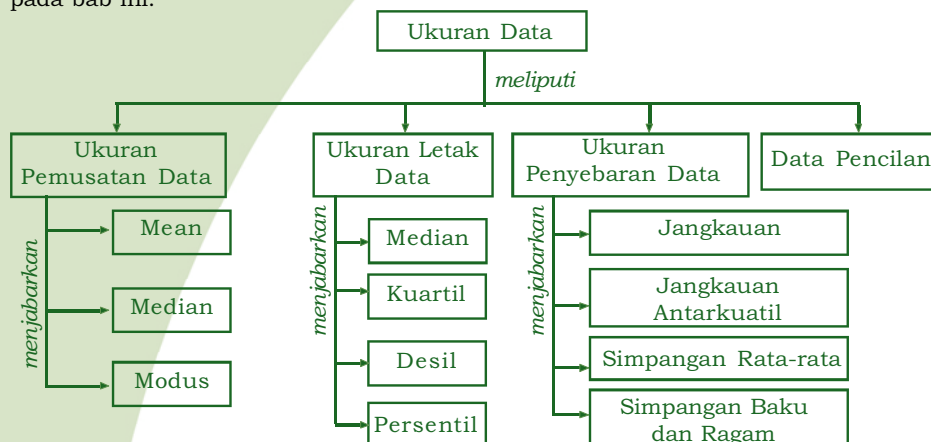 pada bab ini.
Ukuran Data
meliputi
Ukuran
Pemusatan Data
Ukuran Letak
Data
Ukuran
Penyebaran Data
Data Pencilan
menjabarkan
Mean
Median
Modus
menjabarkan
Median
Kuartil
Desil
Persentil
menjabarkan
Jangkauan
Jangkauan
Antarkuatil
Simpangan Rata-rata
Simpangan Baku
dan Ragam